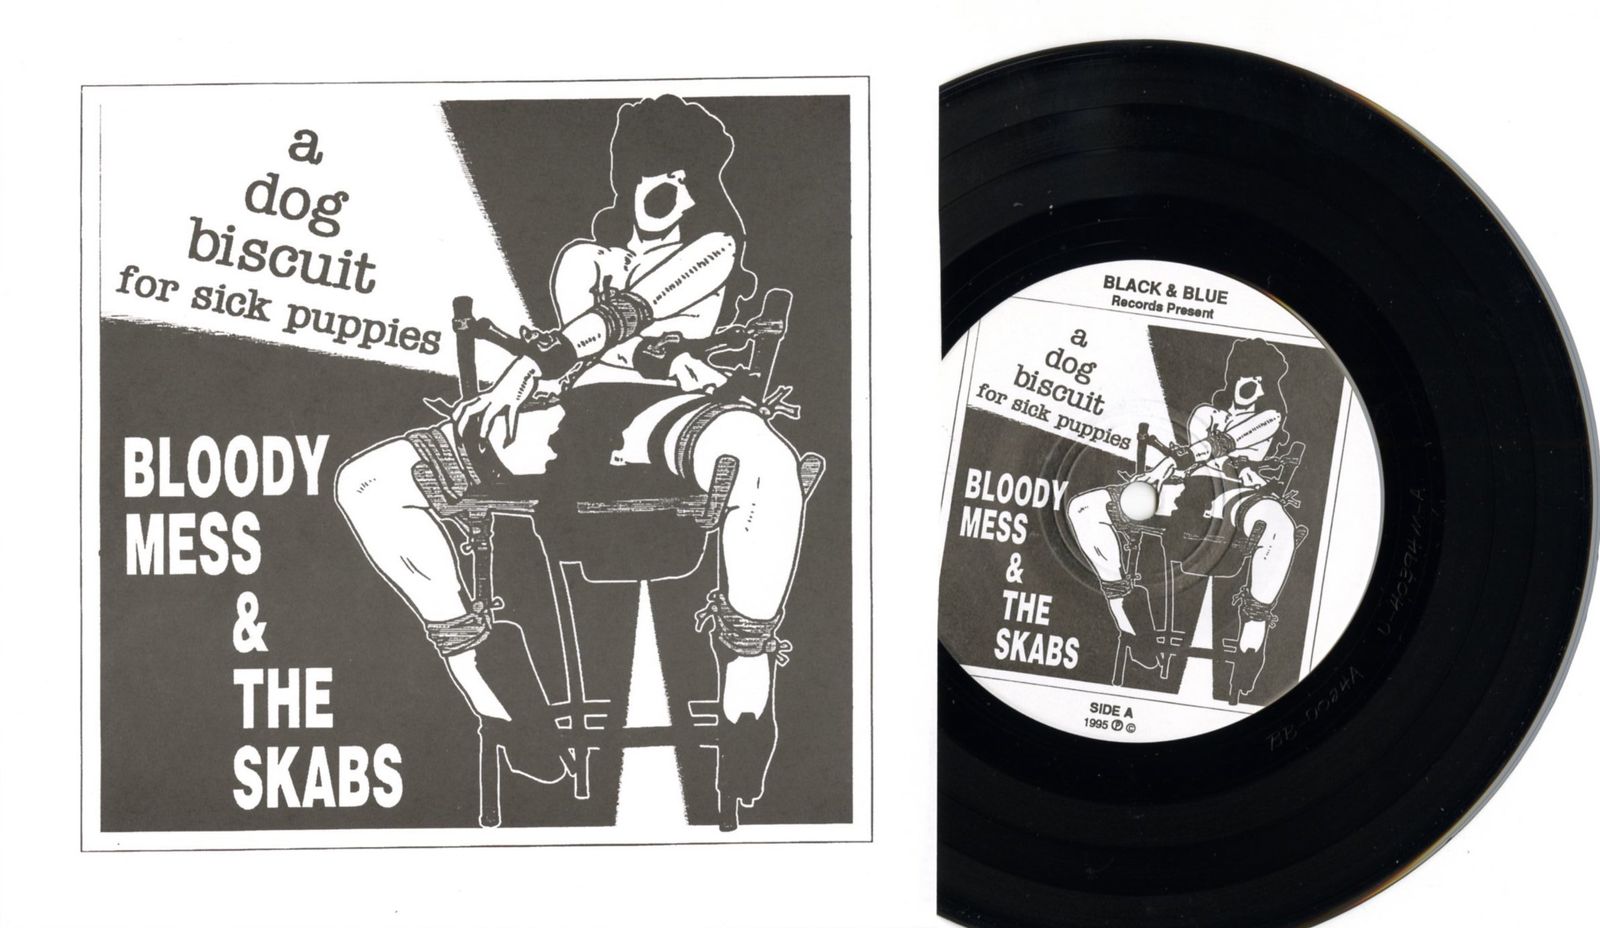 a
dog
biscuit
for sick puppies
BLOODY
MESS
&
THE
SKABS
BLACK & BLUE
Records Present
a
dog
biscuit
for sick puppies
BLOODY
MESS
&
THE
SKABS
SIDE A
1995 ℗ ©